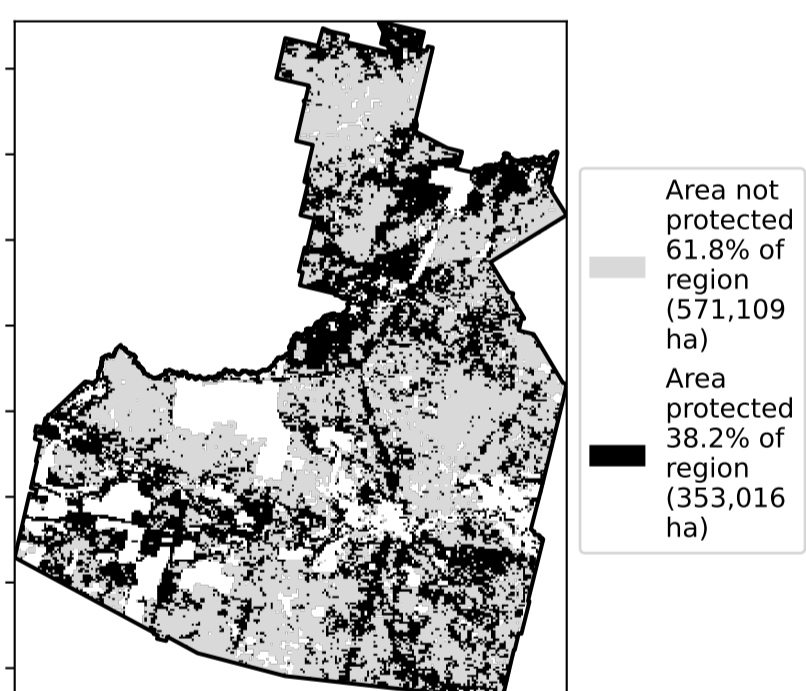 Area not
protected
61.8% of
region
(571,109
ha)
Area
protected
38.2% of
region
(353,016
ha)